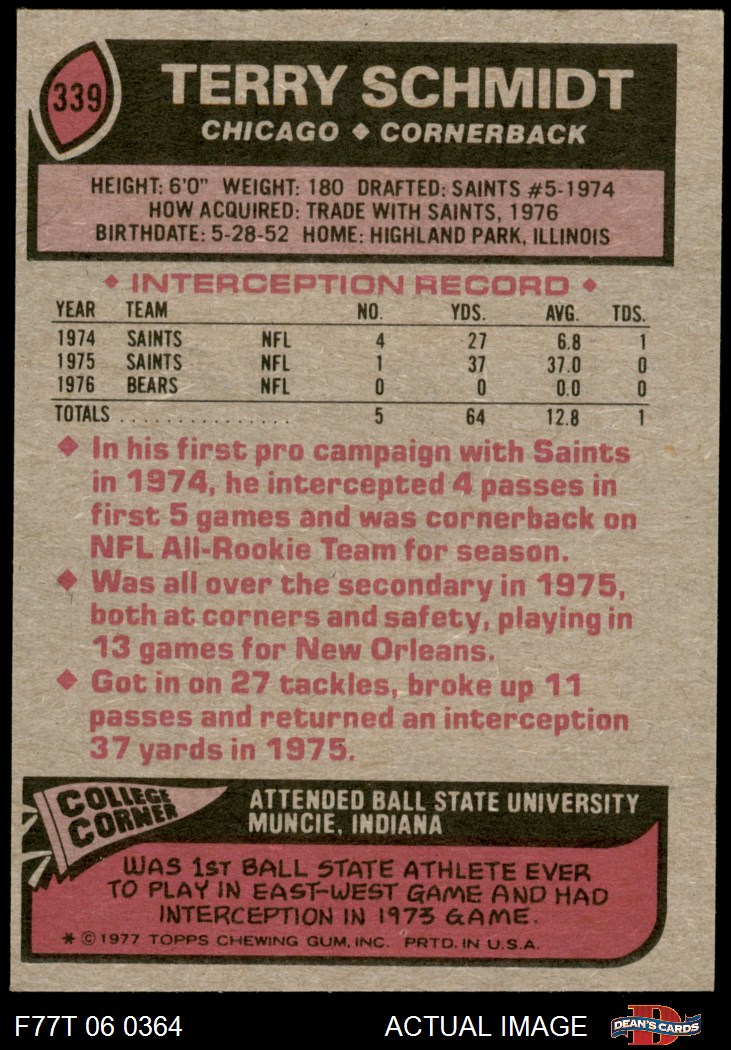 339
TERRY SCHMIDT
CHICAGO ◆ CORNERBACK
HEIGHT: 6'0" WEIGHT: 180 DRAFTED: SAINTS #5-1974
HOW ACQUIRED: TRADE WITH SAINTS, 1976
BIRTHDATE: 5-28-52 HOME: HIGHLAND PARK, ILLINOIS
◆ INTERCEPTION RECORD ◆
YEAR TEAM NO. YDS. AVG. TDS.
1974 SAINTS NFL 4 27 6.8 1
1975 SAINTS NFL 1 37 37.0 0
1976 BEARS NFL 0 0 0.0 0
TOTALS ................ 5 64 12.8 1
◆ In his first pro campaign with Saints
in 1974, he intercepted 4 passes in
first 5 games and was cornerback on
NFL All-Rookie Team for season.
◆ Was all over the secondary in 1975,
both at corners and safety, playing in
13 games for New Orleans.
◆ Got in on 27 tackles, broke up 11
passes and returned an interception
37 yards in 1975.
COLLEGE
CORNER
ATTENDED BALL STATE UNIVERSITY
MUNCIE, INDIANA
WAS 1ST BALL STATE ATHLETE EVER
TO PLAY IN EAST-WEST GAME AND HAD
INTERCEPTION IN 1973 GAME.
* © 1977 TOPPS CHEWING GUM, INC. PRTD. IN U.S.A.
F77T 06 0364 ACTUAL IMAGE D DEAN'S CARDS